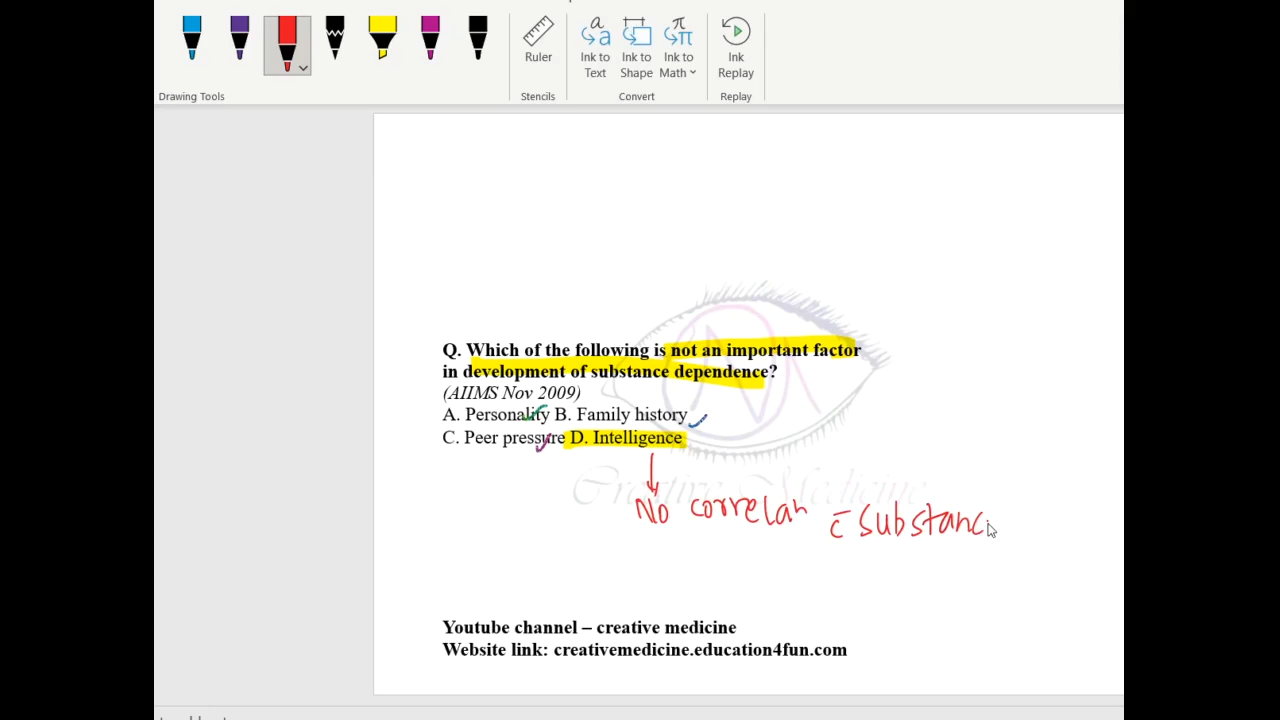 Ruler
Ink to Text
Ink to Shape
Ink to Math
Ink Replay
Drawing Tools
Stencils
Convert
Replay
Q. Which of the following is not an important factor
in development of substance dependence?
(AIIMS Nov 2009)
A. Personality B. Family history
C. Peer pressure D. Intelligence
Creative Medicine
No correlan c̄ substanc
Youtube channel – creative medicine
Website link: creativemedicine.education4fun.com